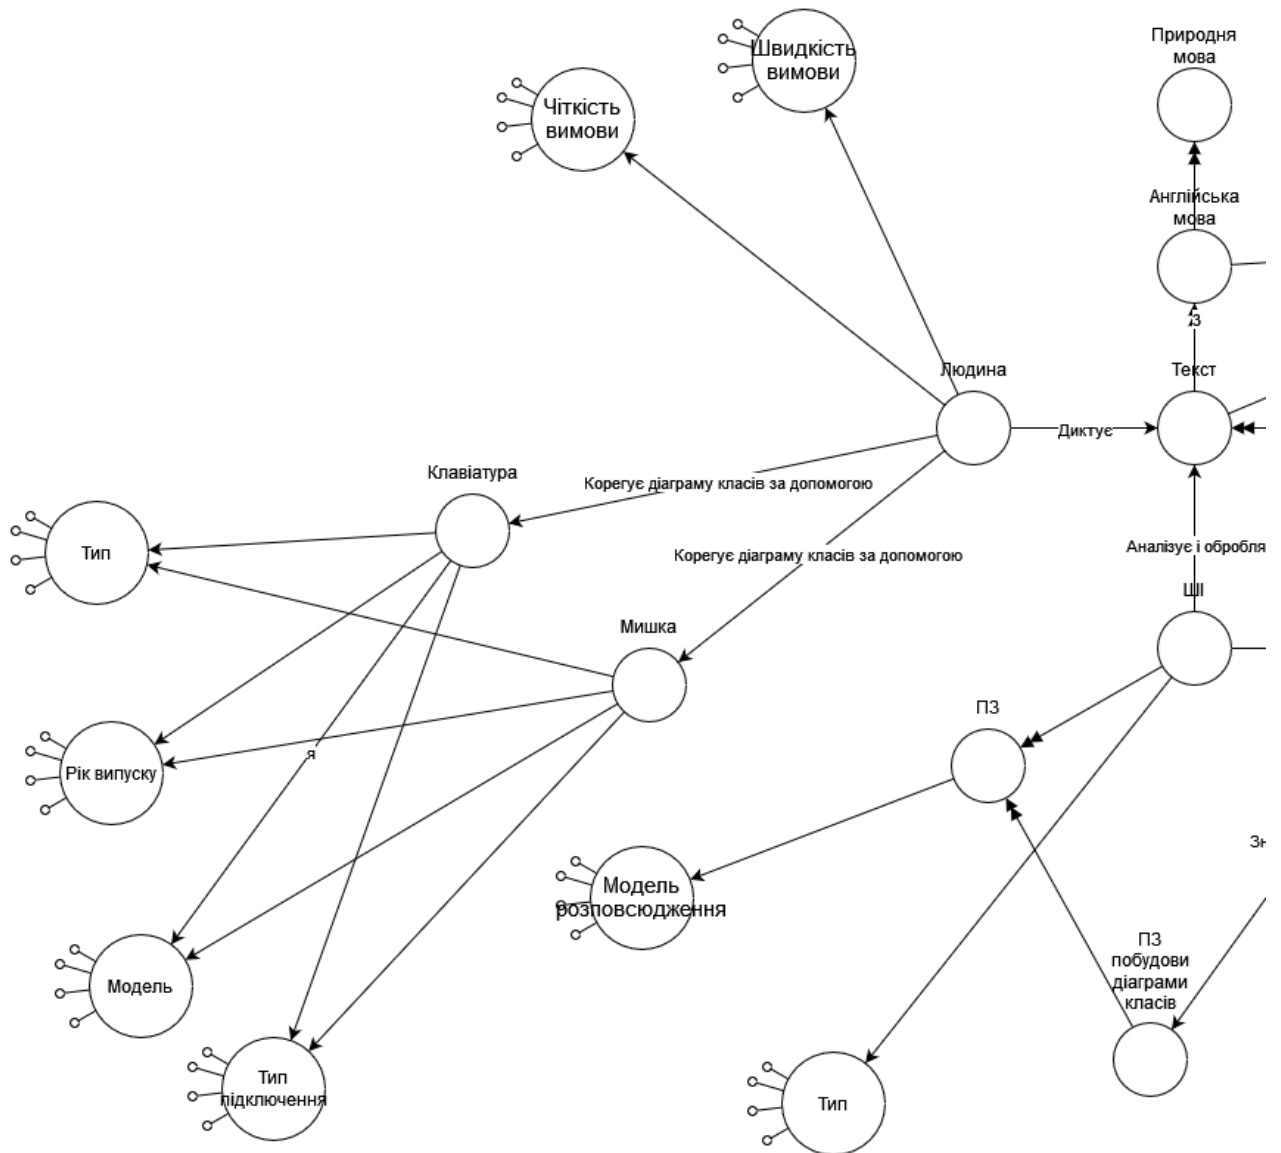 Швидкість
вимови
Природня
мова
Чіткість
вимови
Англійська
мова
З
Людина
Текст
Диктує
Клавіатура
Корегує діаграму класів за допомогою
Тип
Корегує діаграму класів за допомогою
Аналізує і обробля
ШІ
Мишка
ПЗ
я
Рік випуску
Зн
Модель
розповсюдження
ПЗ
побудови
діаграми
класів
Модель
Тип
підключення
Тип